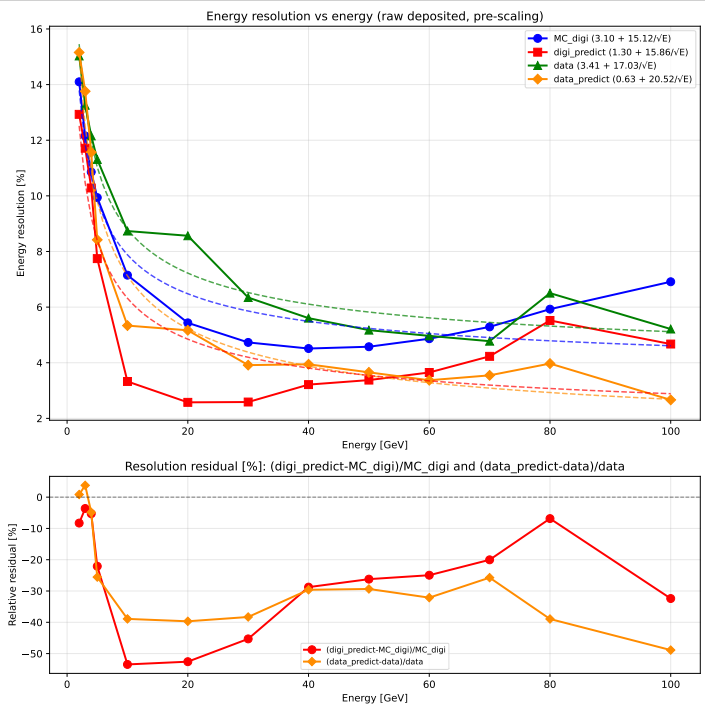 Energy resolution vs energy (raw deposited, pre-scaling)
MC_digi (3.10 + 15.12/√E)
digi_predict (1.30 + 15.86/√E)
data (3.41 + 17.03/√E)
data_predict (0.63 + 20.52/√E)
Energy resolution [%]
16
14
12
10
8
6
4
2
0 20 40 60 80 100
Energy [GeV]
Resolution residual [%]: (digi_predict-MC_digi)/MC_digi and (data_predict-data)/data
Relative residual [%]
0
−10
−20
−30
−40
−50
(digi_predict-MC_digi)/MC_digi
(data_predict-data)/data
0 20 40 60 80 100
Energy [GeV]